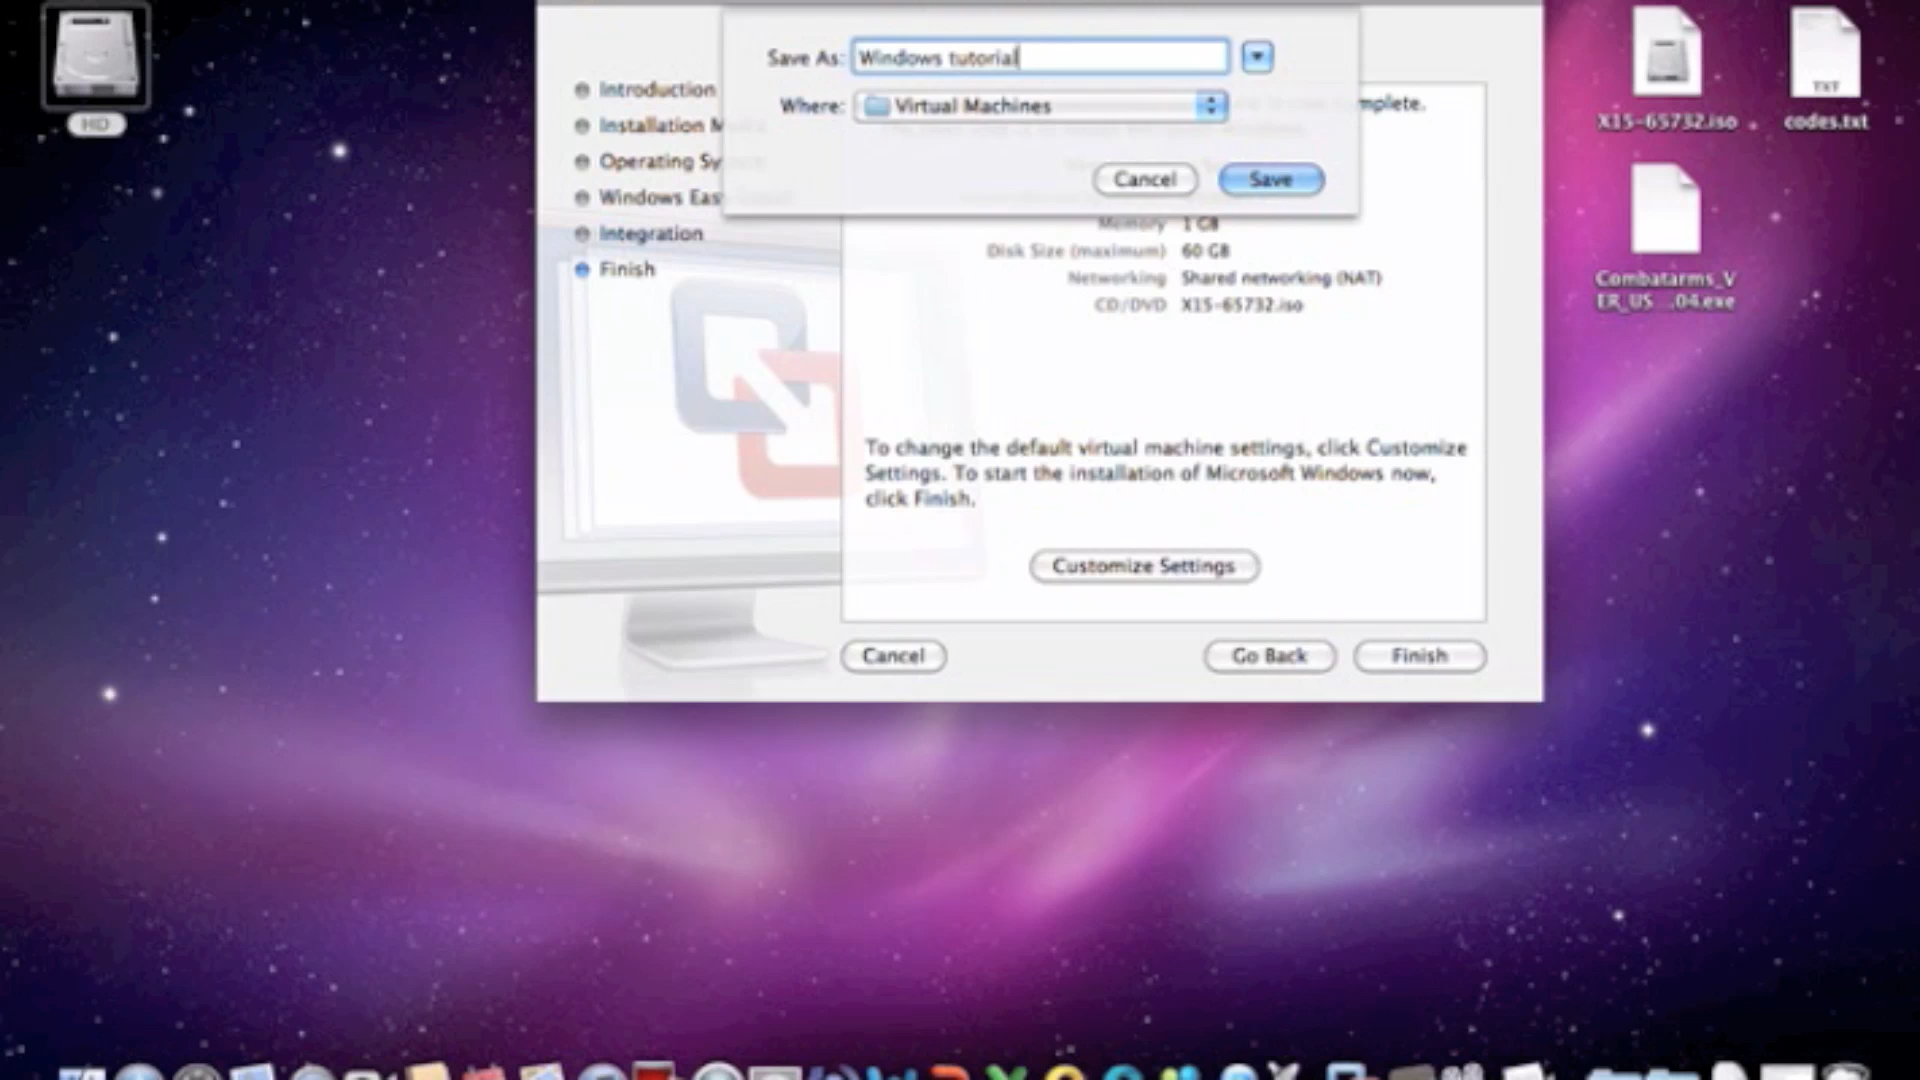 Save As: Windows tutorial
Where: Virtual Machines
Cancel
Save
Introduction
Installation M
Operating Sy
Windows Eas
Integration
Finish
mplete.
Memory 1 GB
Disk Size (maximum) 60 GB
Networking Shared networking (NAT)
CD/DVD X15-65732.iso
To change the default virtual machine settings, click Customize
Settings. To start the installation of Microsoft Windows now,
click Finish.
Customize Settings
Cancel
Go Back
Finish
HD
X15-65732.iso
TXT
codes.txt
Combatarms_V
ER_US ...04.exe